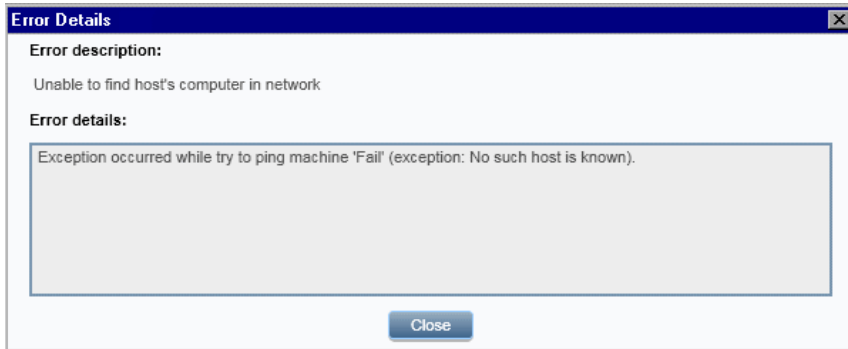 Error Details
Error description:
Unable to find host's computer in network
Error details:
Exception occurred while try to ping machine 'Fail' (exception: No such host is known).
Close